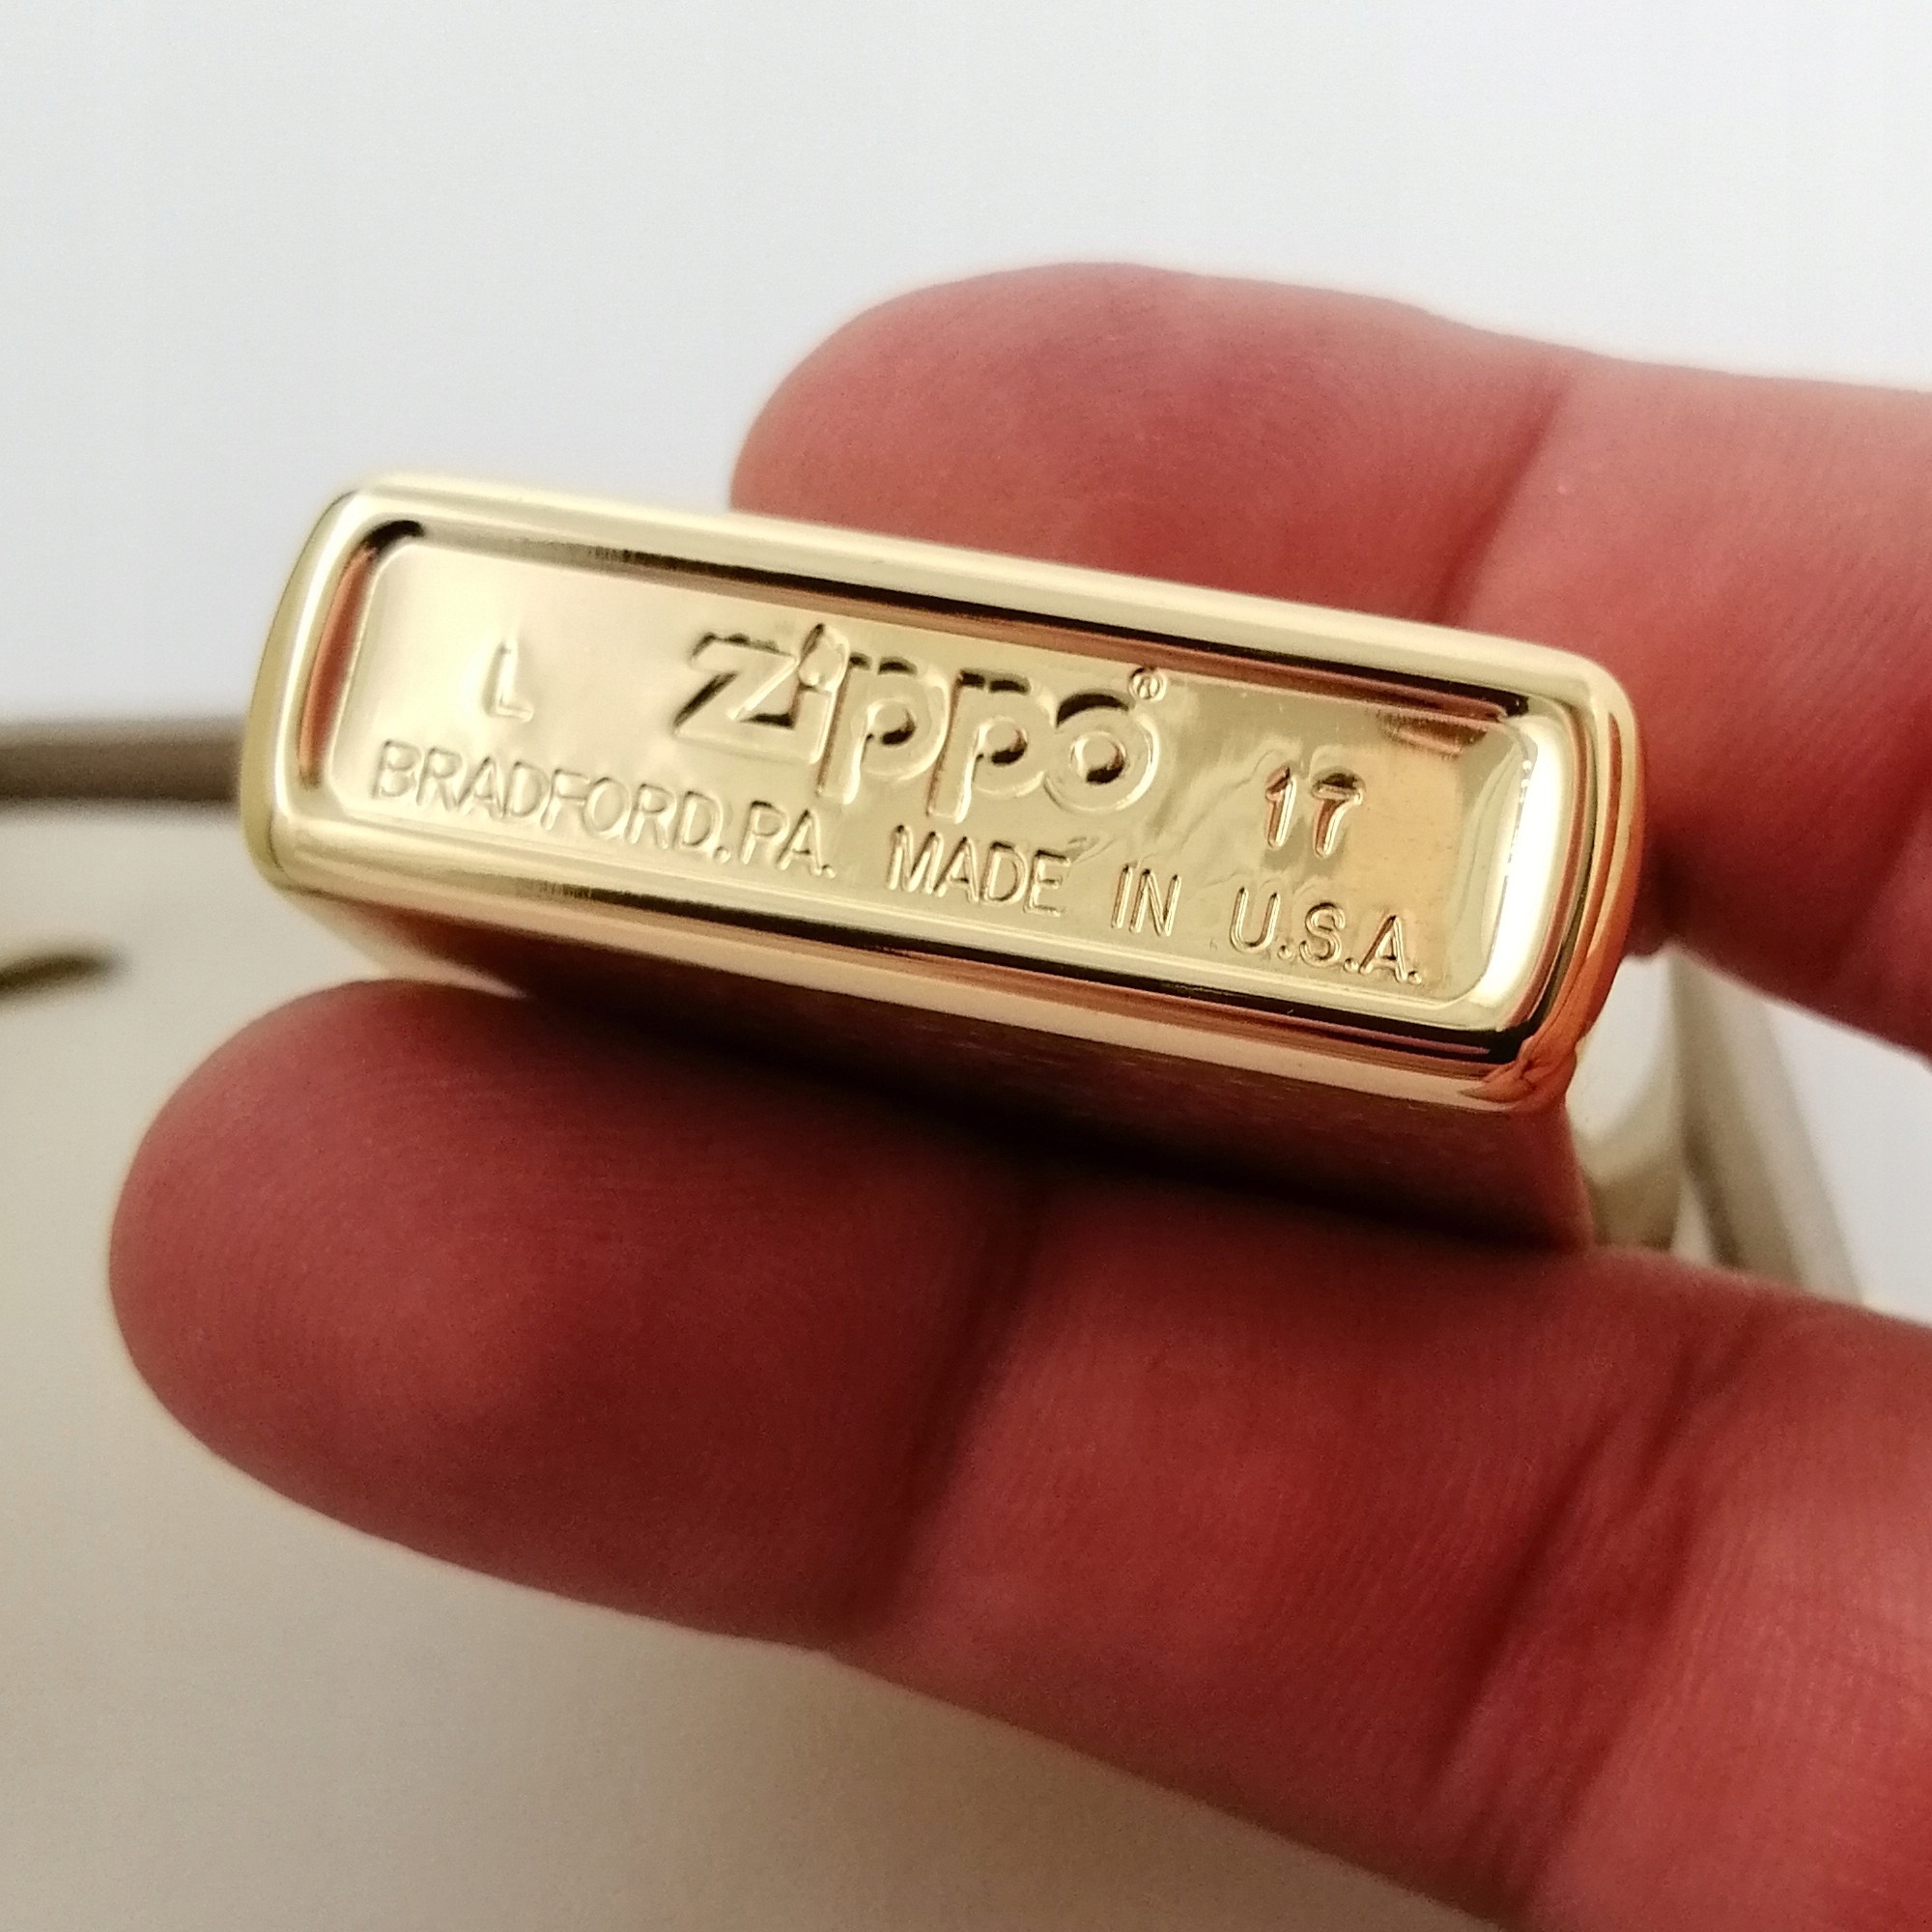 L zippo® 17
BRADFORD, PA. MADE IN U.S.A.